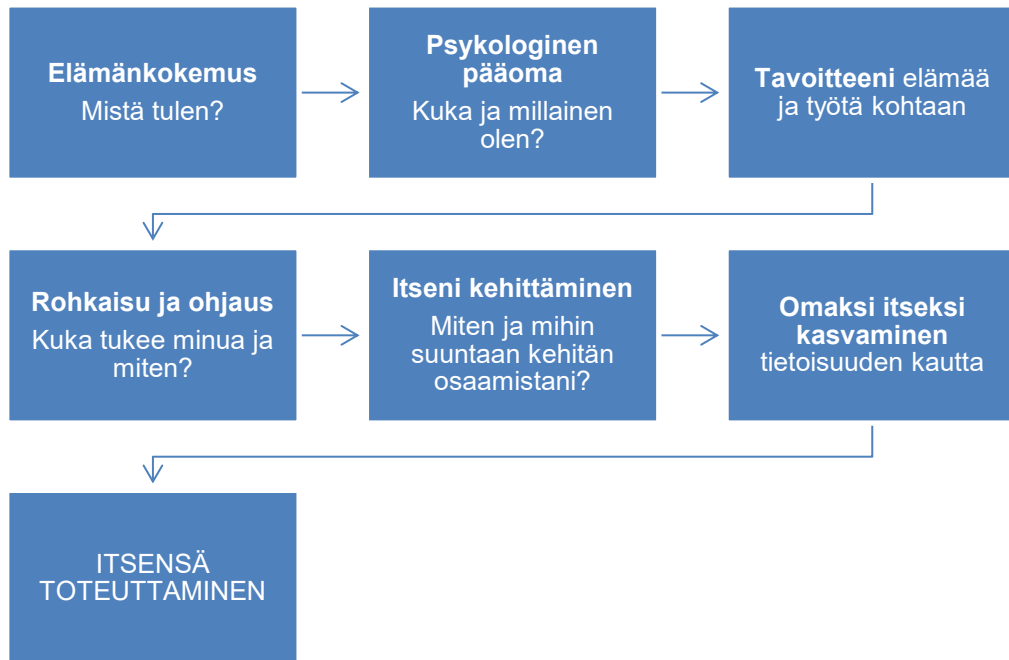 Elämänkokemus
Mistä tulen?
Psykologinen
pääoma
Kuka ja millainen
olen?
Tavoitteeni elämää
ja työtä kohtaan
Rohkaisu ja ohjaus
Kuka tukee minua ja
miten?
Itseni kehittäminen
Miten ja mihin
suuntaan kehitän
osaamistani?
Omaksi itseksi
kasvaminen
tietoisuuden kautta
ITSENSÄ
TOTEUTTAMINEN